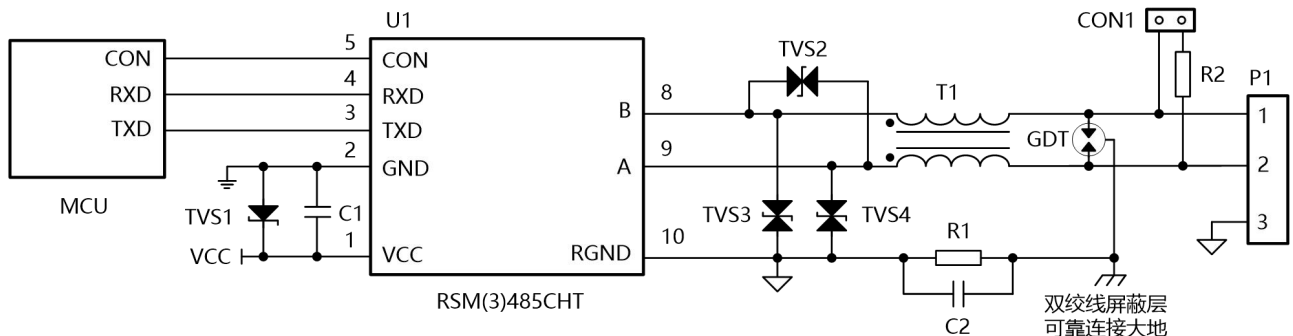 U1
CON1
TVS2
R2
P1
T1
MCU
CON
RXD
TXD
5
4
3
2
1
CON
RXD
TXD
GND
VCC
B
A
RGND
8
9
10
GDT
1
2
3
TVS1
C1
VCC
TVS3
TVS4
R1
C2
RSM(3)485CHT
双绞线屏蔽层
可靠连接大地